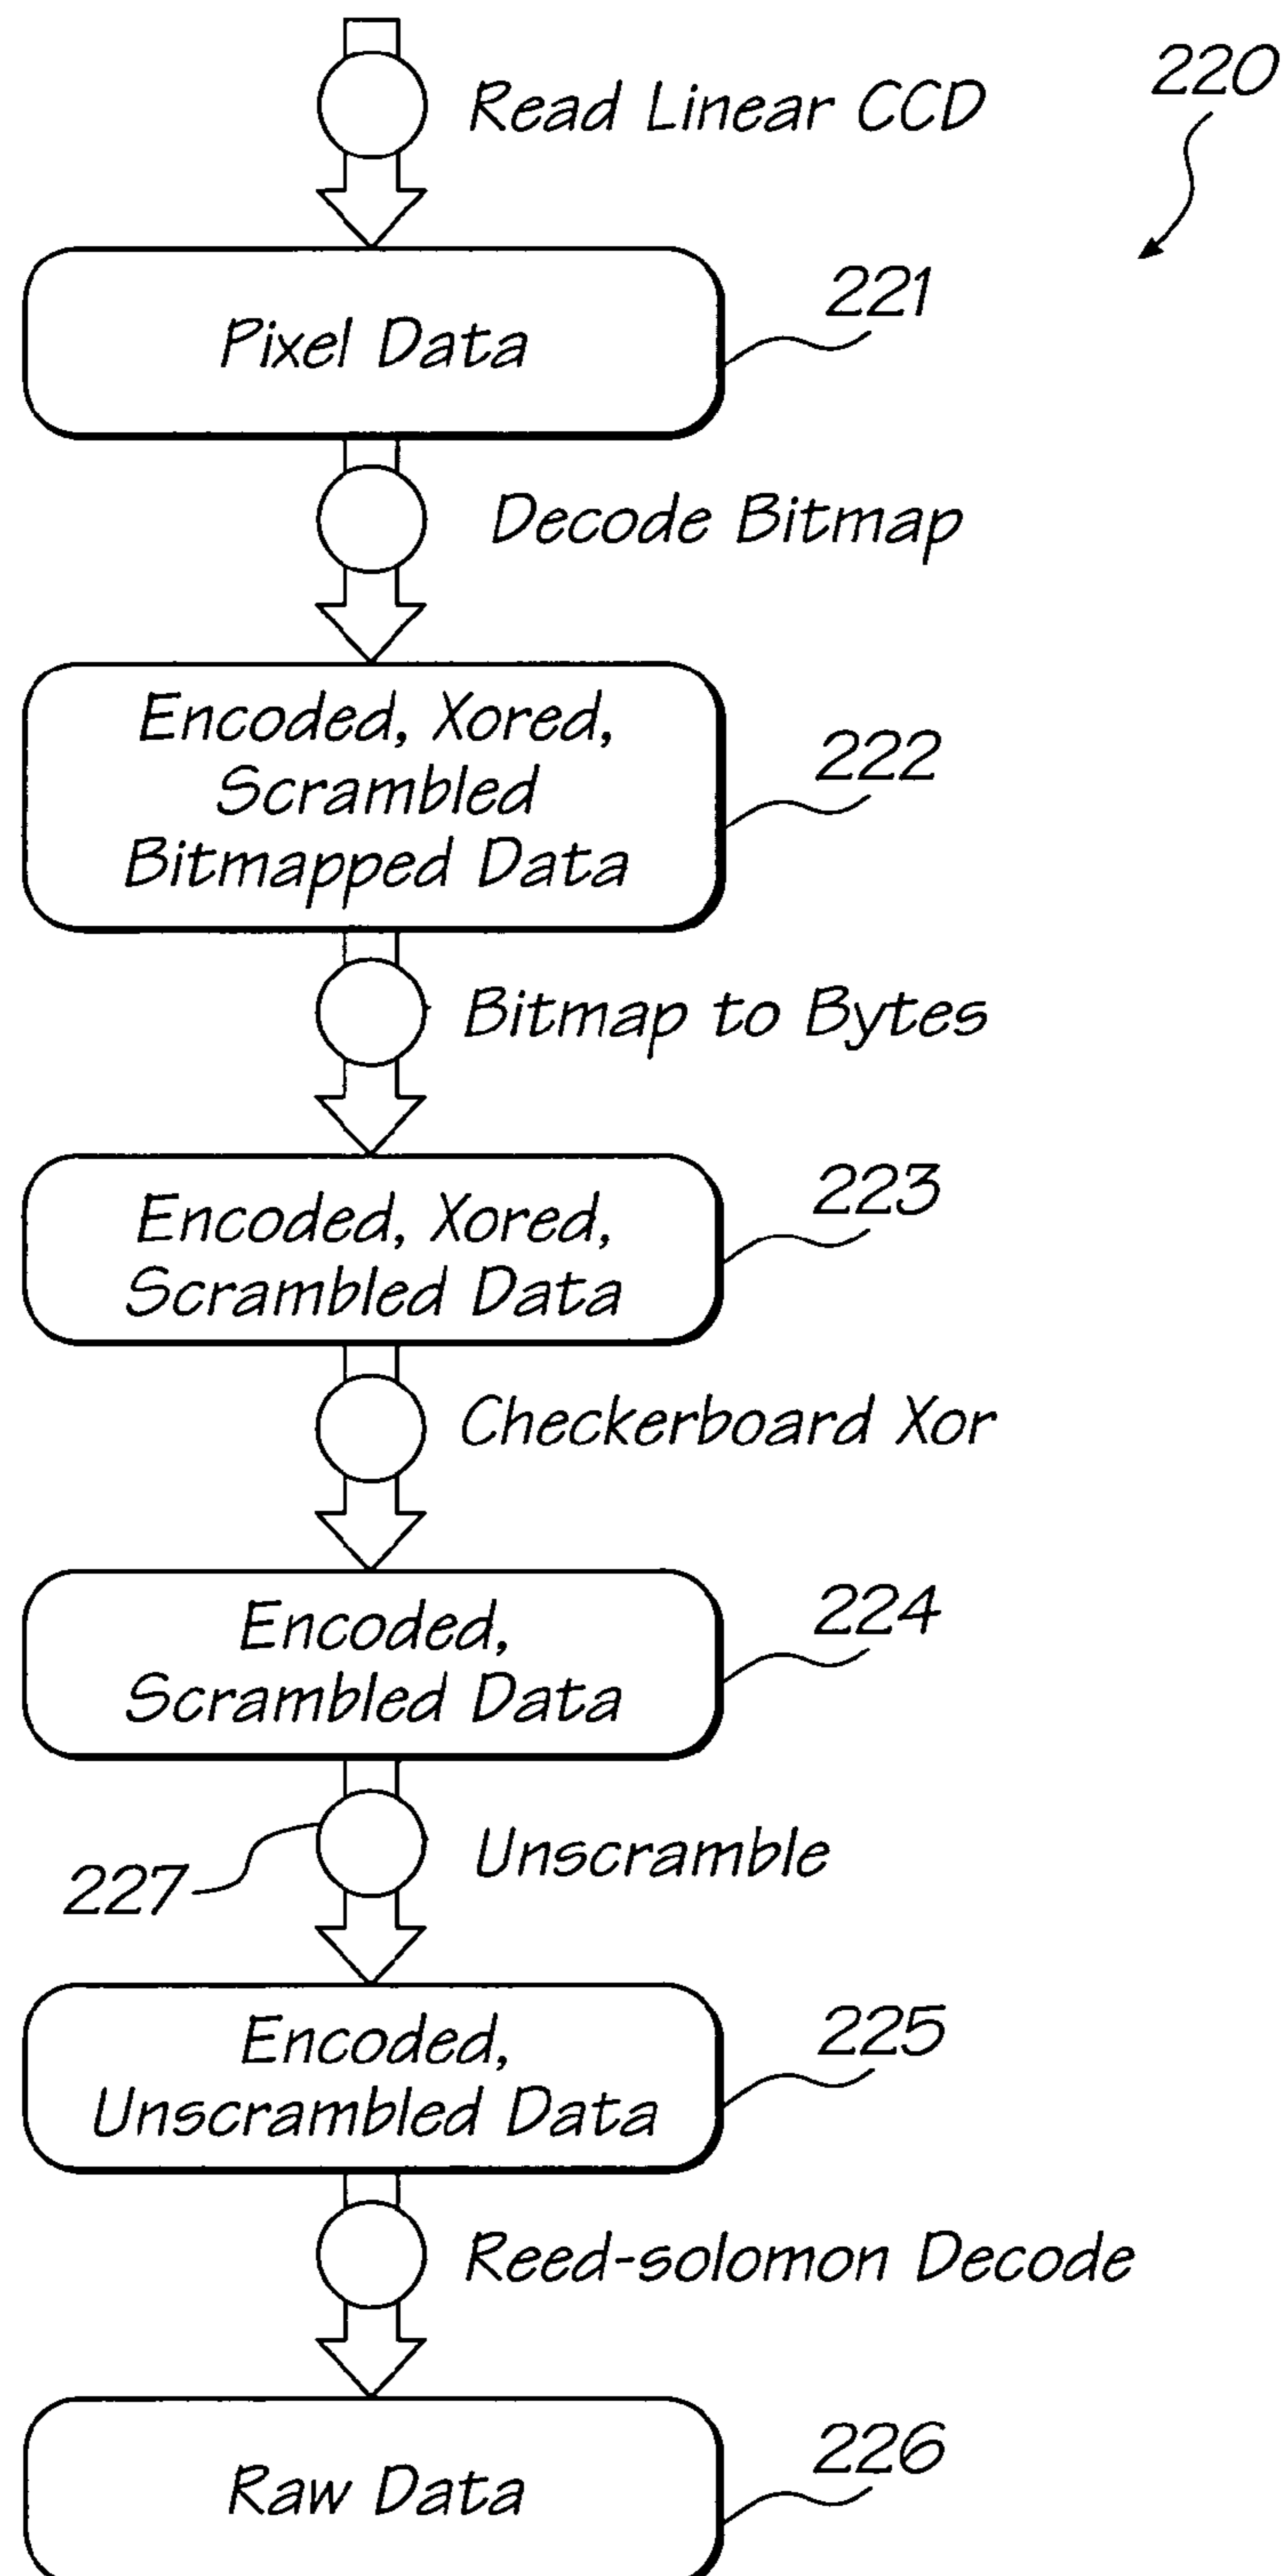 Read Linear CCD
220
221
Pixel Data
Decode Bitmap
Encoded, Xored,
Scrambled
Bitmapped Data
222
Bitmap to Bytes
223
Encoded, Xored,
Scrambled Data
Checkerboard Xor
224
Encoded,
Scrambled Data
227
Unscramble
225
Encoded,
Unscrambled Data
Reed-solomon Decode
226
Raw Data